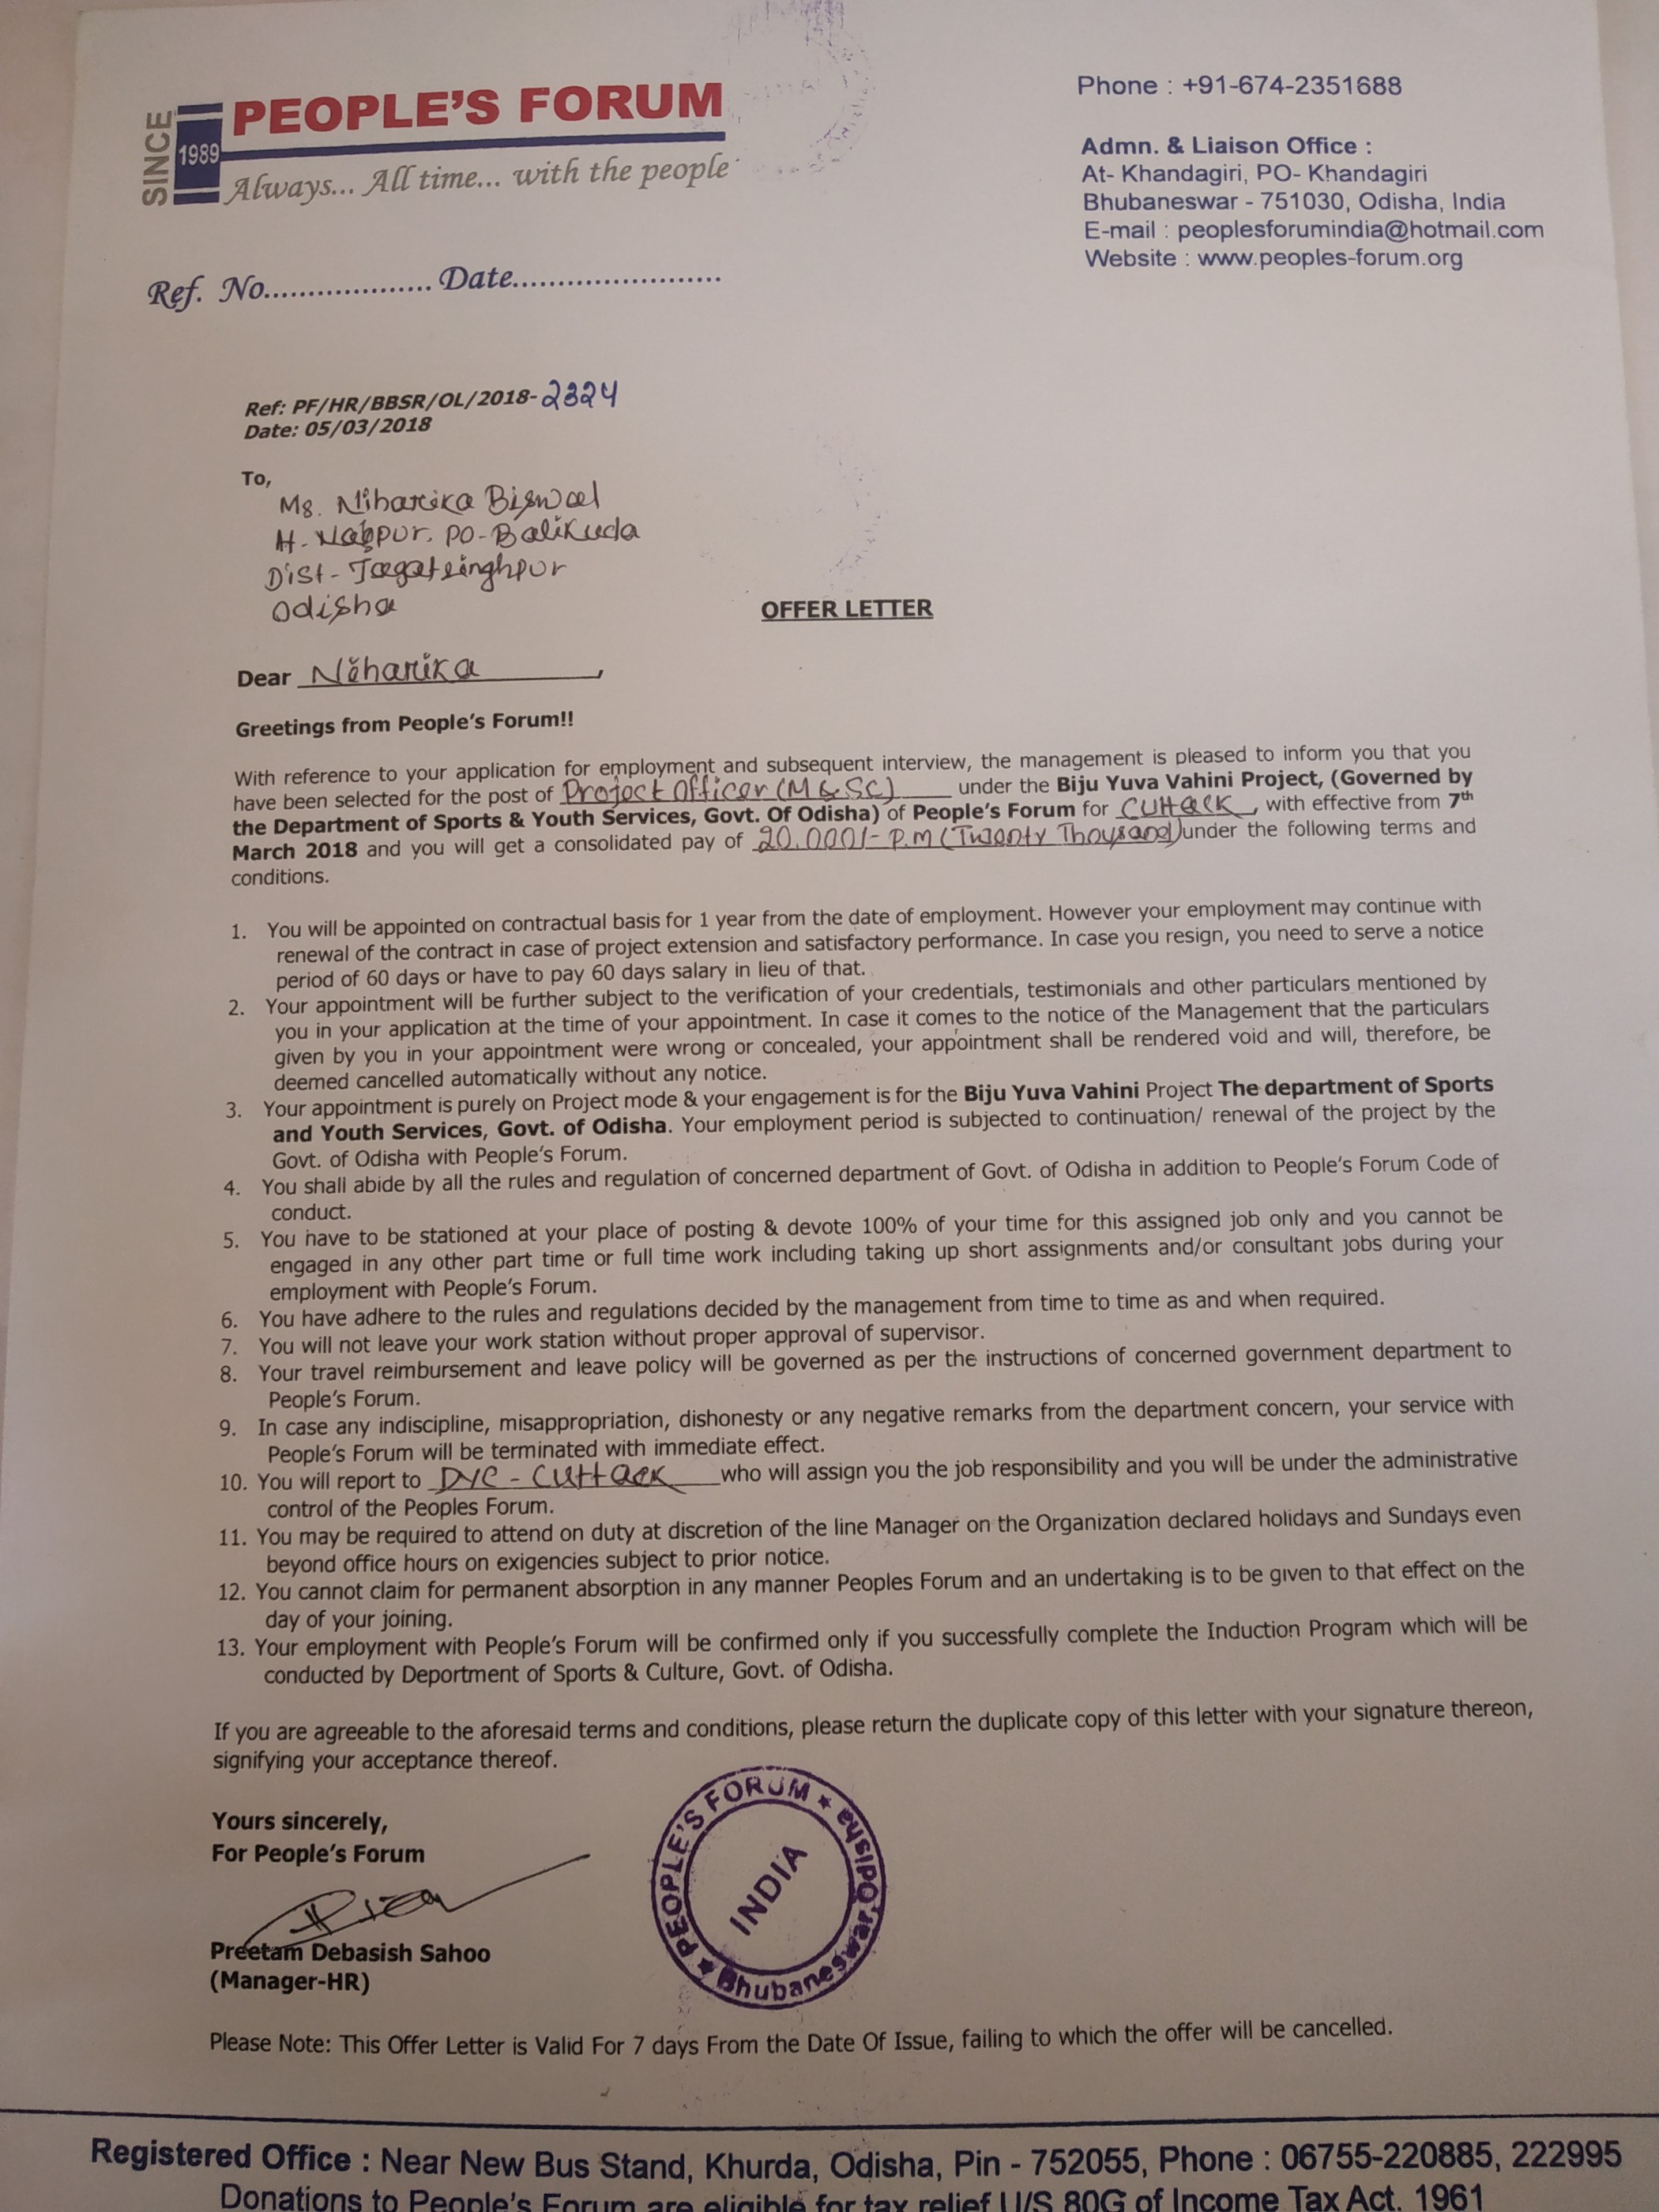 SINCE 1989 PEOPLE'S FORUM
Always... All time... with the people
Phone : +91-674-2351688
Admn. & Liaison Office :
At- Khandagiri, PO- Khandagiri
Bhubaneswar - 751030, Odisha, India
E-mail : peoplesforumindia@hotmail.com
Website : www.peoples-forum.org
Ref. No................... Date........................
Ref: PF/HR/BBSR/OL/2018-2324
Date: 05/03/2018
To,
Ms. Niharika Biswal
PO-Balikuda
Dist-Jagatsinghpur
Odisha
OFFER LETTER
Dear Niharika,
Greetings from People's Forum!!
With reference to your application for employment and subsequent interview, the management is pleased to inform you that you
have been selected for the post of Project Officer (M & SC) under the Biju Yuva Vahini Project, (Governed by
the Department of Sports & Youth Services, Govt. Of Odisha) of People's Forum for CUttack, with effective from 7th
March 2018 and you will get a consolidated pay of 20.000/- P.M (Twenty Thousand) under the following terms and
conditions.
1. You will be appointed on contractual basis for 1 year from the date of employment. However your employment may continue with
renewal of the contract in case of project extension and satisfactory performance. In case you resign, you need to serve a notice
period of 60 days or have to pay 60 days salary in lieu of that.
2. Your appointment will be further subject to the verification of your credentials, testimonials and other particulars mentioned by
you in your application at the time of your appointment. In case it comes to the notice of the Management that the particulars
given by you in your appointment were wrong or concealed, your appointment shall be rendered void and will, therefore, be
deemed cancelled automatically without any notice.
3. Your appointment is purely on Project mode & your engagement is for the Biju Yuva Vahini Project The department of Sports
and Youth Services, Govt. of Odisha. Your employment period is subjected to continuation/ renewal of the project by the
Govt. of Odisha with People's Forum.
4. You shall abide by all the rules and regulation of concerned department of Govt. of Odisha in addition to People's Forum Code of
conduct.
5. You have to be stationed at your place of posting & devote 100% of your time for this assigned job only and you cannot be
engaged in any other part time or full time work including taking up short assignments and/or consultant jobs during your
employment with People's Forum.
6. You have adhere to the rules and regulations decided by the management from time to time as and when required.
7. You will not leave your work station without proper approval of supervisor.
8. Your travel reimbursement and leave policy will be governed as per the instructions of concerned government department to
People's Forum.
9. In case any indiscipline, misappropriation, dishonesty or any negative remarks from the department concern, your service with
People's Forum will be terminated with immediate effect.
10. You will report to DYC - CUttack who will assign you the job responsibility and you will be under the administrative
control of the Peoples Forum.
11. You may be required to attend on duty at discretion of the line Manager on the Organization declared holidays and Sundays even
beyond office hours on exigencies subject to prior notice.
12. You cannot claim for permanent absorption in any manner Peoples Forum and an undertaking is to be given to that effect on the
day of your joining.
13. Your employment with People's Forum will be confirmed only if you successfully complete the Induction Program which will be
conducted by Deportment of Sports & Culture, Govt. of Odisha.
If you are agreeable to the aforesaid terms and conditions, please return the duplicate copy of this letter with your signature thereon,
signifying your acceptance thereof.
Yours sincerely,
For People's Forum
Preetam Debasish Sahoo
(Manager-HR)
★ PEOPLE'S FORUM ★ Bhubaneswar, Odisha
INDIA
Please Note: This Offer Letter is Valid For 7 days From the Date Of Issue, failing to which the offer will be cancelled.
Registered Office : Near New Bus Stand, Khurda, Odisha, Pin - 752055, Phone : 06755-220885, 222995
Donations to People's Forum are eligible for tax relief U/S 80G of Income Tax Act. 1961